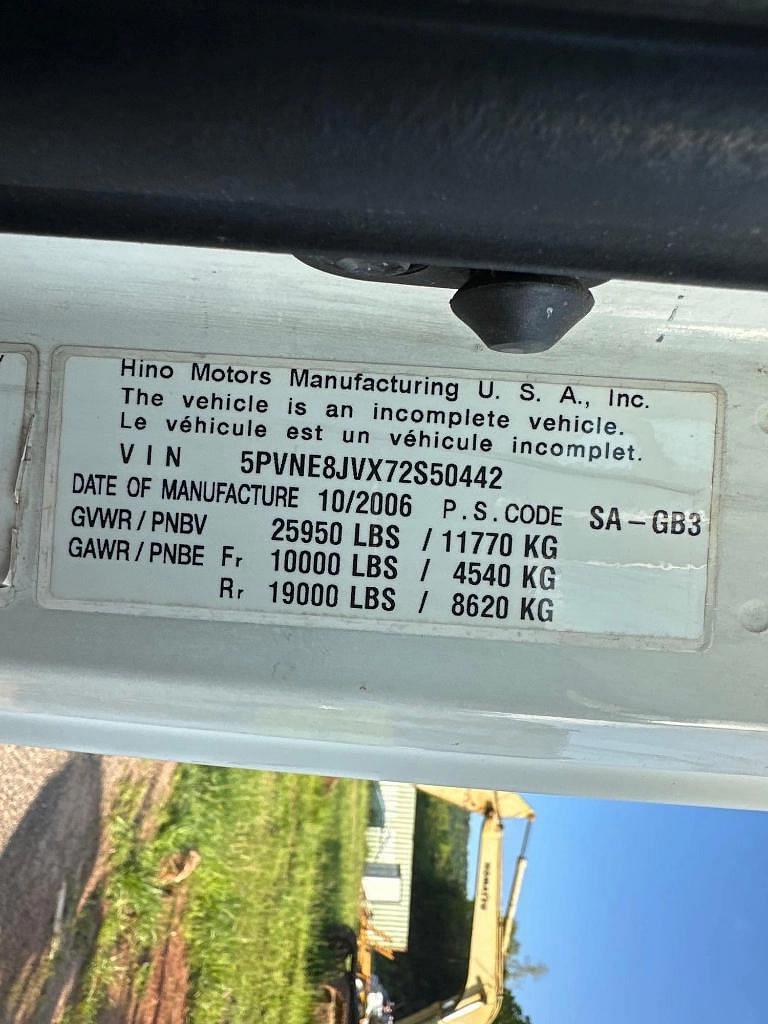 Hino Motors Manufacturing U. S. A., Inc.
The vehicle is an incomplete vehicle.
Le véhicule est un véhicule incomplet.
VIN 5PVNE8JVX72S50442
DATE OF MANUFACTURE 10/2006 P.S.CODE SA-GB3
GVWR/PNBV 25950 LBS / 11770 KG
GAWR/PNBE Fr 10000 LBS / 4540 KG
Rr 19000 LBS / 8620 KG
KOMATSU